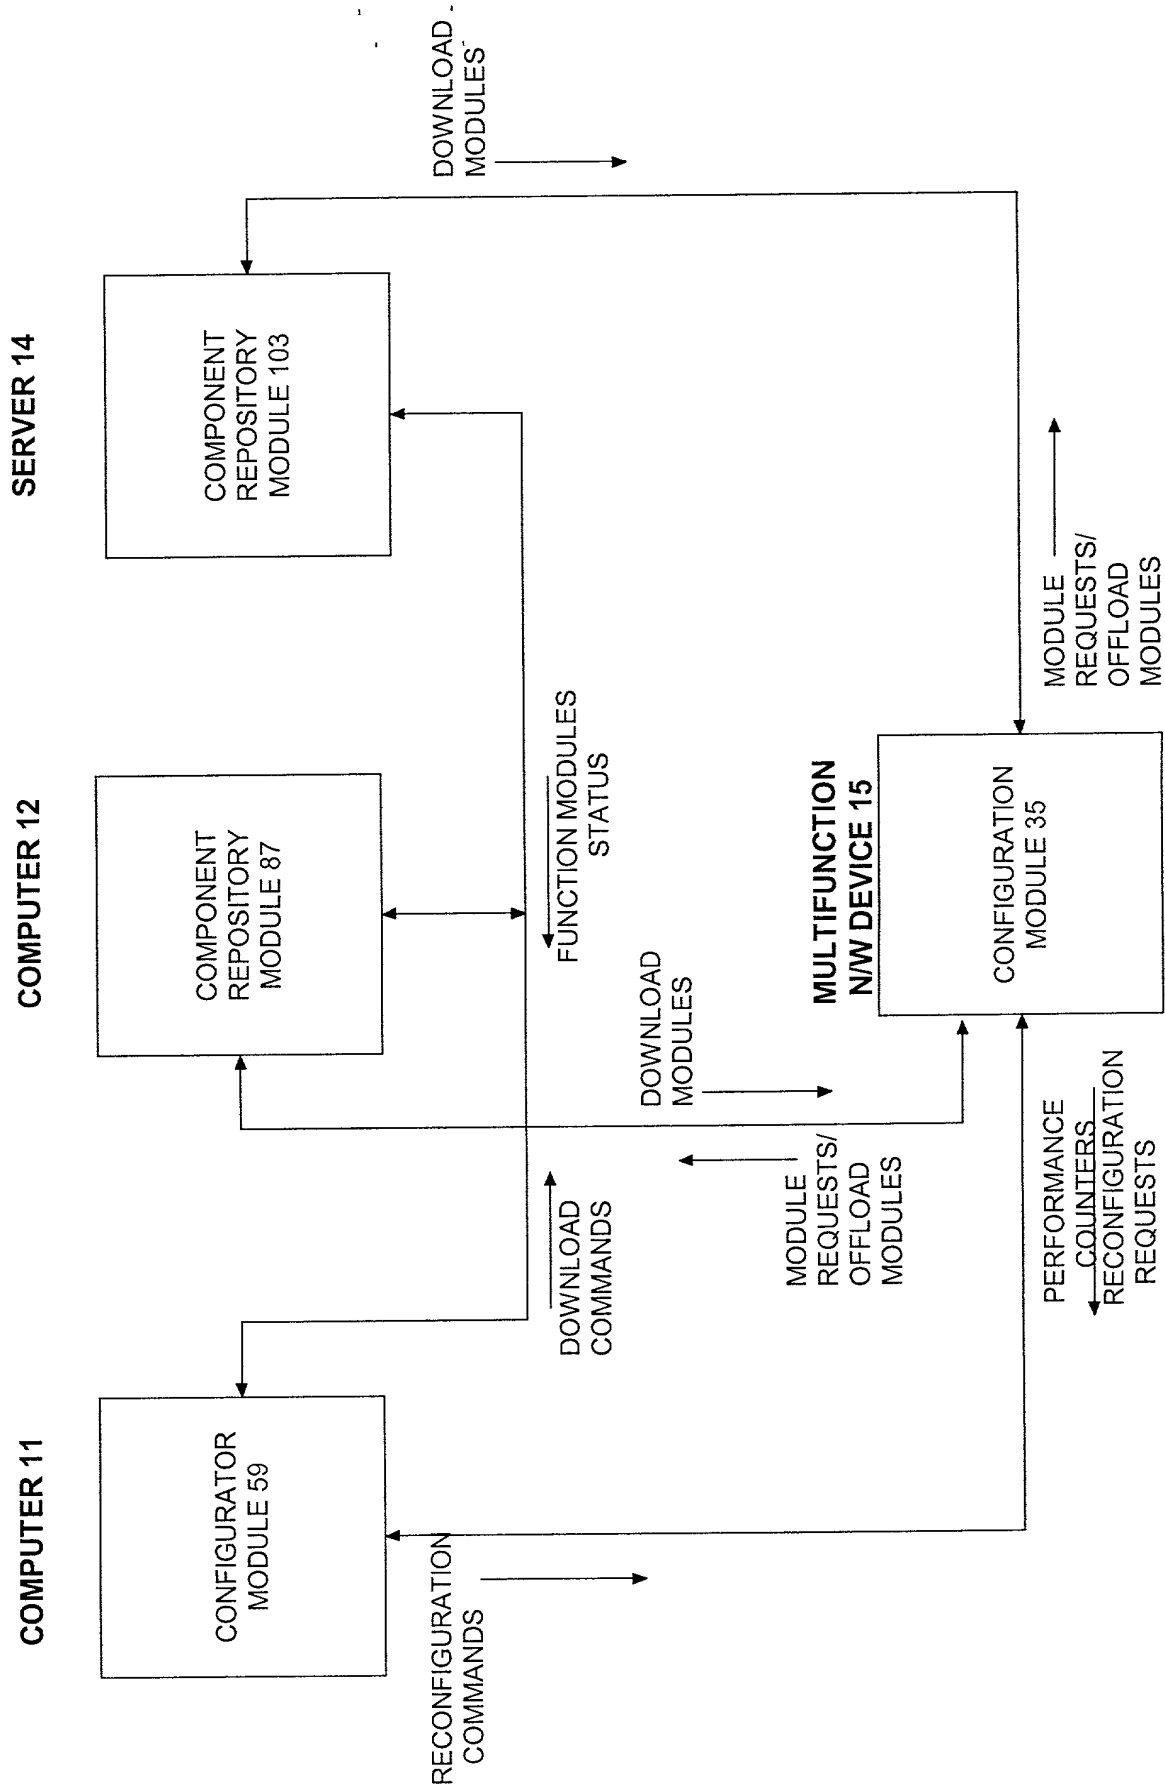 COMPUTER 11
COMPUTER 12
SERVER 14
CONFIGURATOR
MODULE 59
COMPONENT
REPOSITORY
MODULE 87
COMPONENT
REPOSITORY
MODULE 103
RECONFIGURATION
COMMANDS
DOWNLOAD
COMMANDS
FUNCTION MODULES
STATUS
DOWNLOAD
MODULES
DOWNLOAD
MODULES
MODULE
REQUESTS/
OFFLOAD
MODULES
MULTIFUNCTION
N/W DEVICE 15
CONFIGURATION
MODULE 35
PERFORMANCE
COUNTERS
RECONFIGURATION
REQUESTS
MODULE
REQUESTS/
OFFLOAD
MODULES